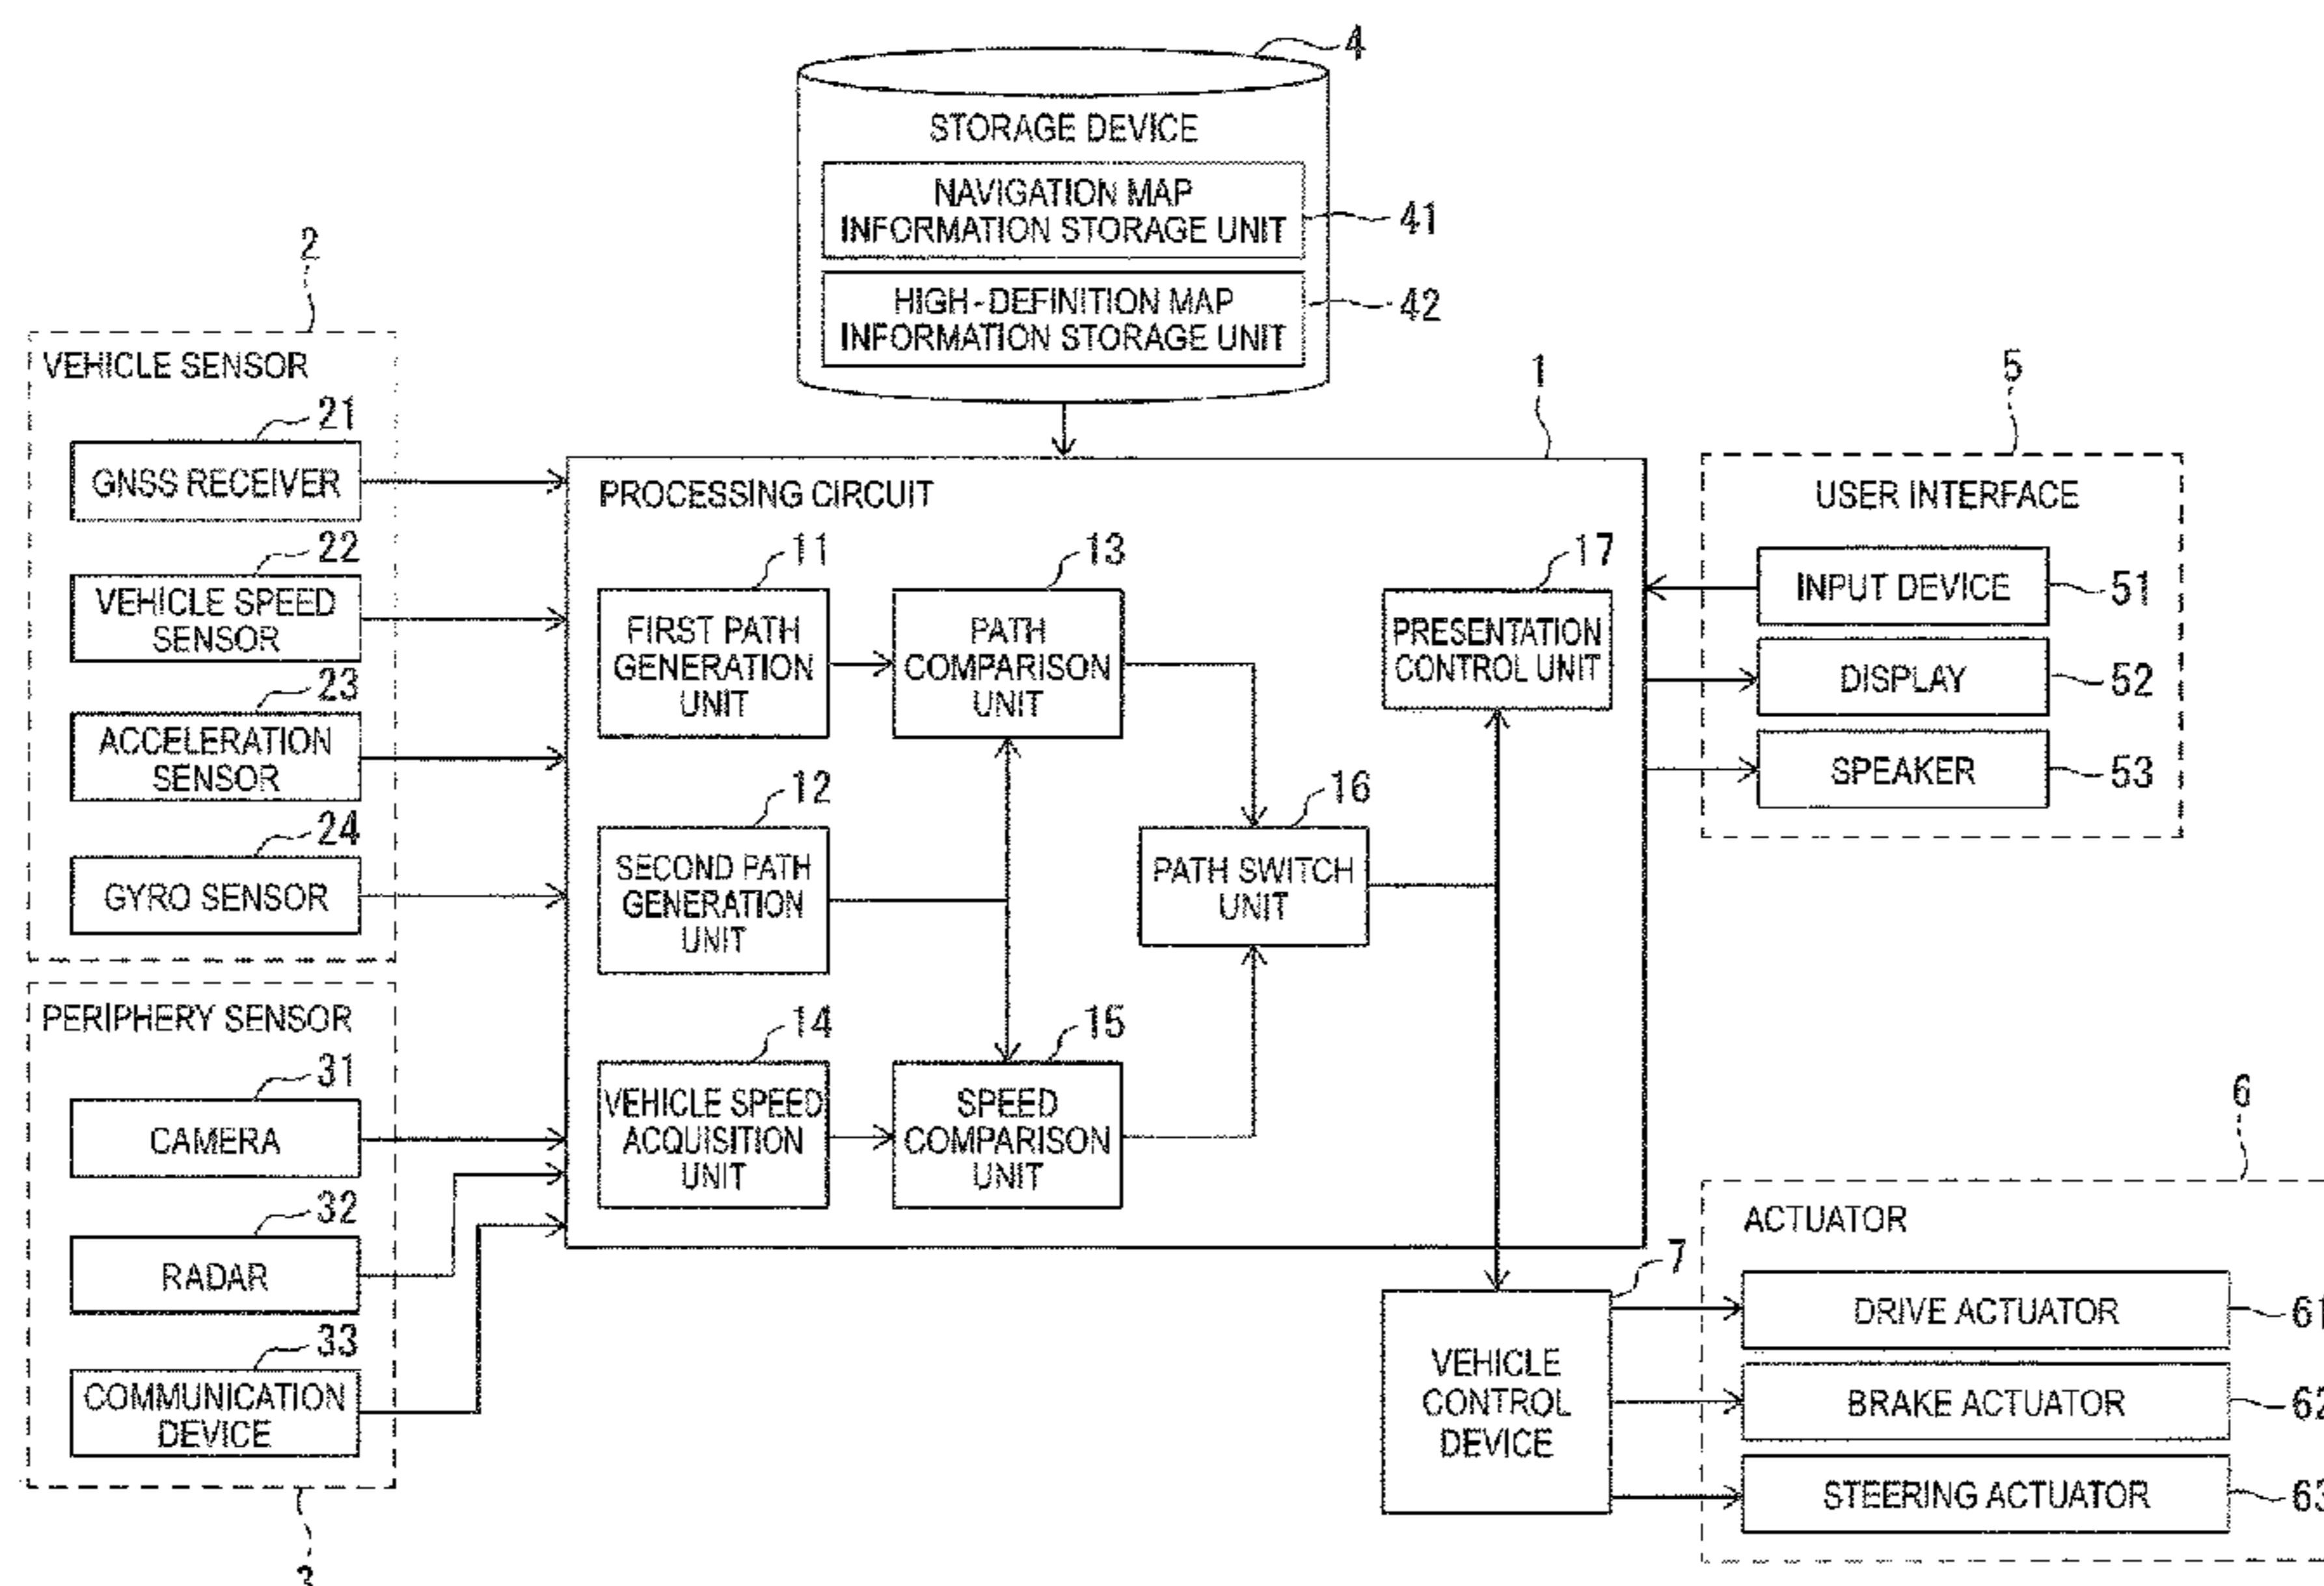 4
STORAGE DEVICE
NAVIGATION MAP
INFORMATION STORAGE UNIT
41
HIGH-DEFINITION MAP
INFORMATION STORAGE UNIT
42
2
VEHICLE SENSOR
21
GNSS RECEIVER
22
VEHICLE SPEED
SENSOR
23
ACCELERATION
SENSOR
24
GYRO SENSOR
PERIPHERY SENSOR
31
CAMERA
32
RADAR
33
COMMUNICATION
DEVICE
3
1
PROCESSING CIRCUIT
11
FIRST PATH
GENERATION
UNIT
13
PATH
COMPARISON
UNIT
17
PRESENTATION
CONTROL UNIT
12
SECOND PATH
GENERATION
UNIT
16
PATH SWITCH
UNIT
14
VEHICLE SPEED
ACQUISITION
UNIT
15
SPEED
COMPARISON
UNIT
5
USER INTERFACE
INPUT DEVICE
51
DISPLAY
52
SPEAKER
53
7
VEHICLE
CONTROL
DEVICE
6
ACTUATOR
DRIVE ACTUATOR
61
BRAKE ACTUATOR
62
STEERING ACTUATOR
63